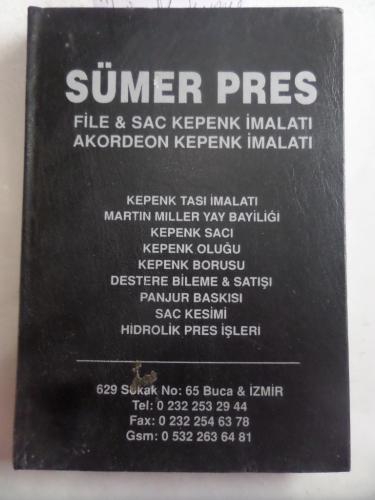 SÜMER PRES
FİLE & SAC KEPENK İMALATI
AKORDEON KEPENK İMALATI
KEPENK TASI İMALATI
MARTIN MILLER YAY BAYİLİĞİ
KEPENK SACI
KEPENK OLUĞU
KEPENK BORUSU
DESTERE BİLEME & SATIŞI
PANJUR BASKISI
SAC KESİMİ
HİDROLİK PRES İŞLERİ
629 Sokak No: 65 Buca & İZMİR
Tel: 0 232 253 29 44
Fax: 0 232 254 63 78
Gsm: 0 532 263 64 81